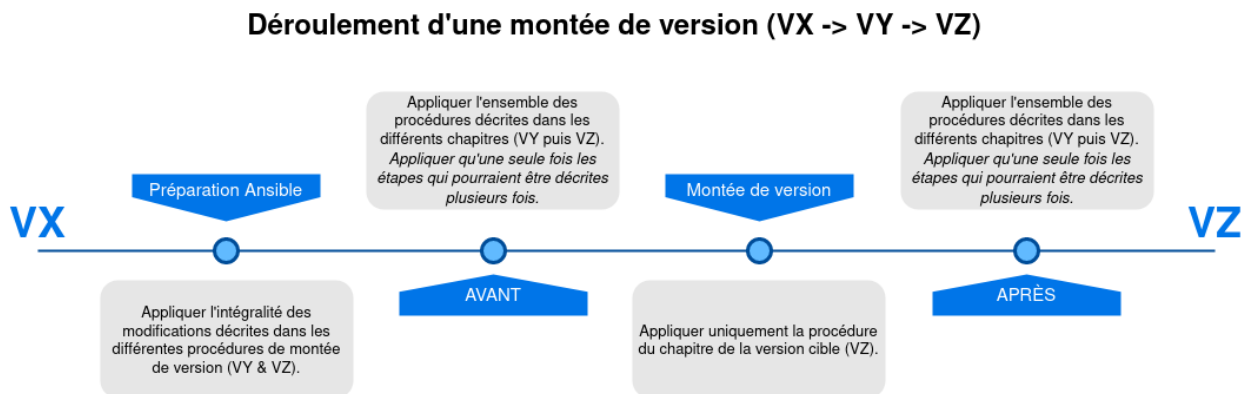 Déroulement d'une montée de version (VX -> VY -> VZ)
Appliquer l'ensemble des
procédures décrites dans les
différents chapitres (VY puis VZ).
Appliquer qu'une seule fois les
étapes qui pourraient être décrites
plusieurs fois.
Appliquer l'ensemble des
procédures décrites dans les
différents chapitres (VY puis VZ).
Appliquer qu'une seule fois les
étapes qui pourraient être décrites
plusieurs fois.
Préparation Ansible
Montée de version
VX
VZ
AVANT
APRÈS
Appliquer l'intégralité des
modifications décrites dans les
différentes procédures de montée
de version (VY & VZ).
Appliquer uniquement la procédure
du chapitre de la version cible (VZ).